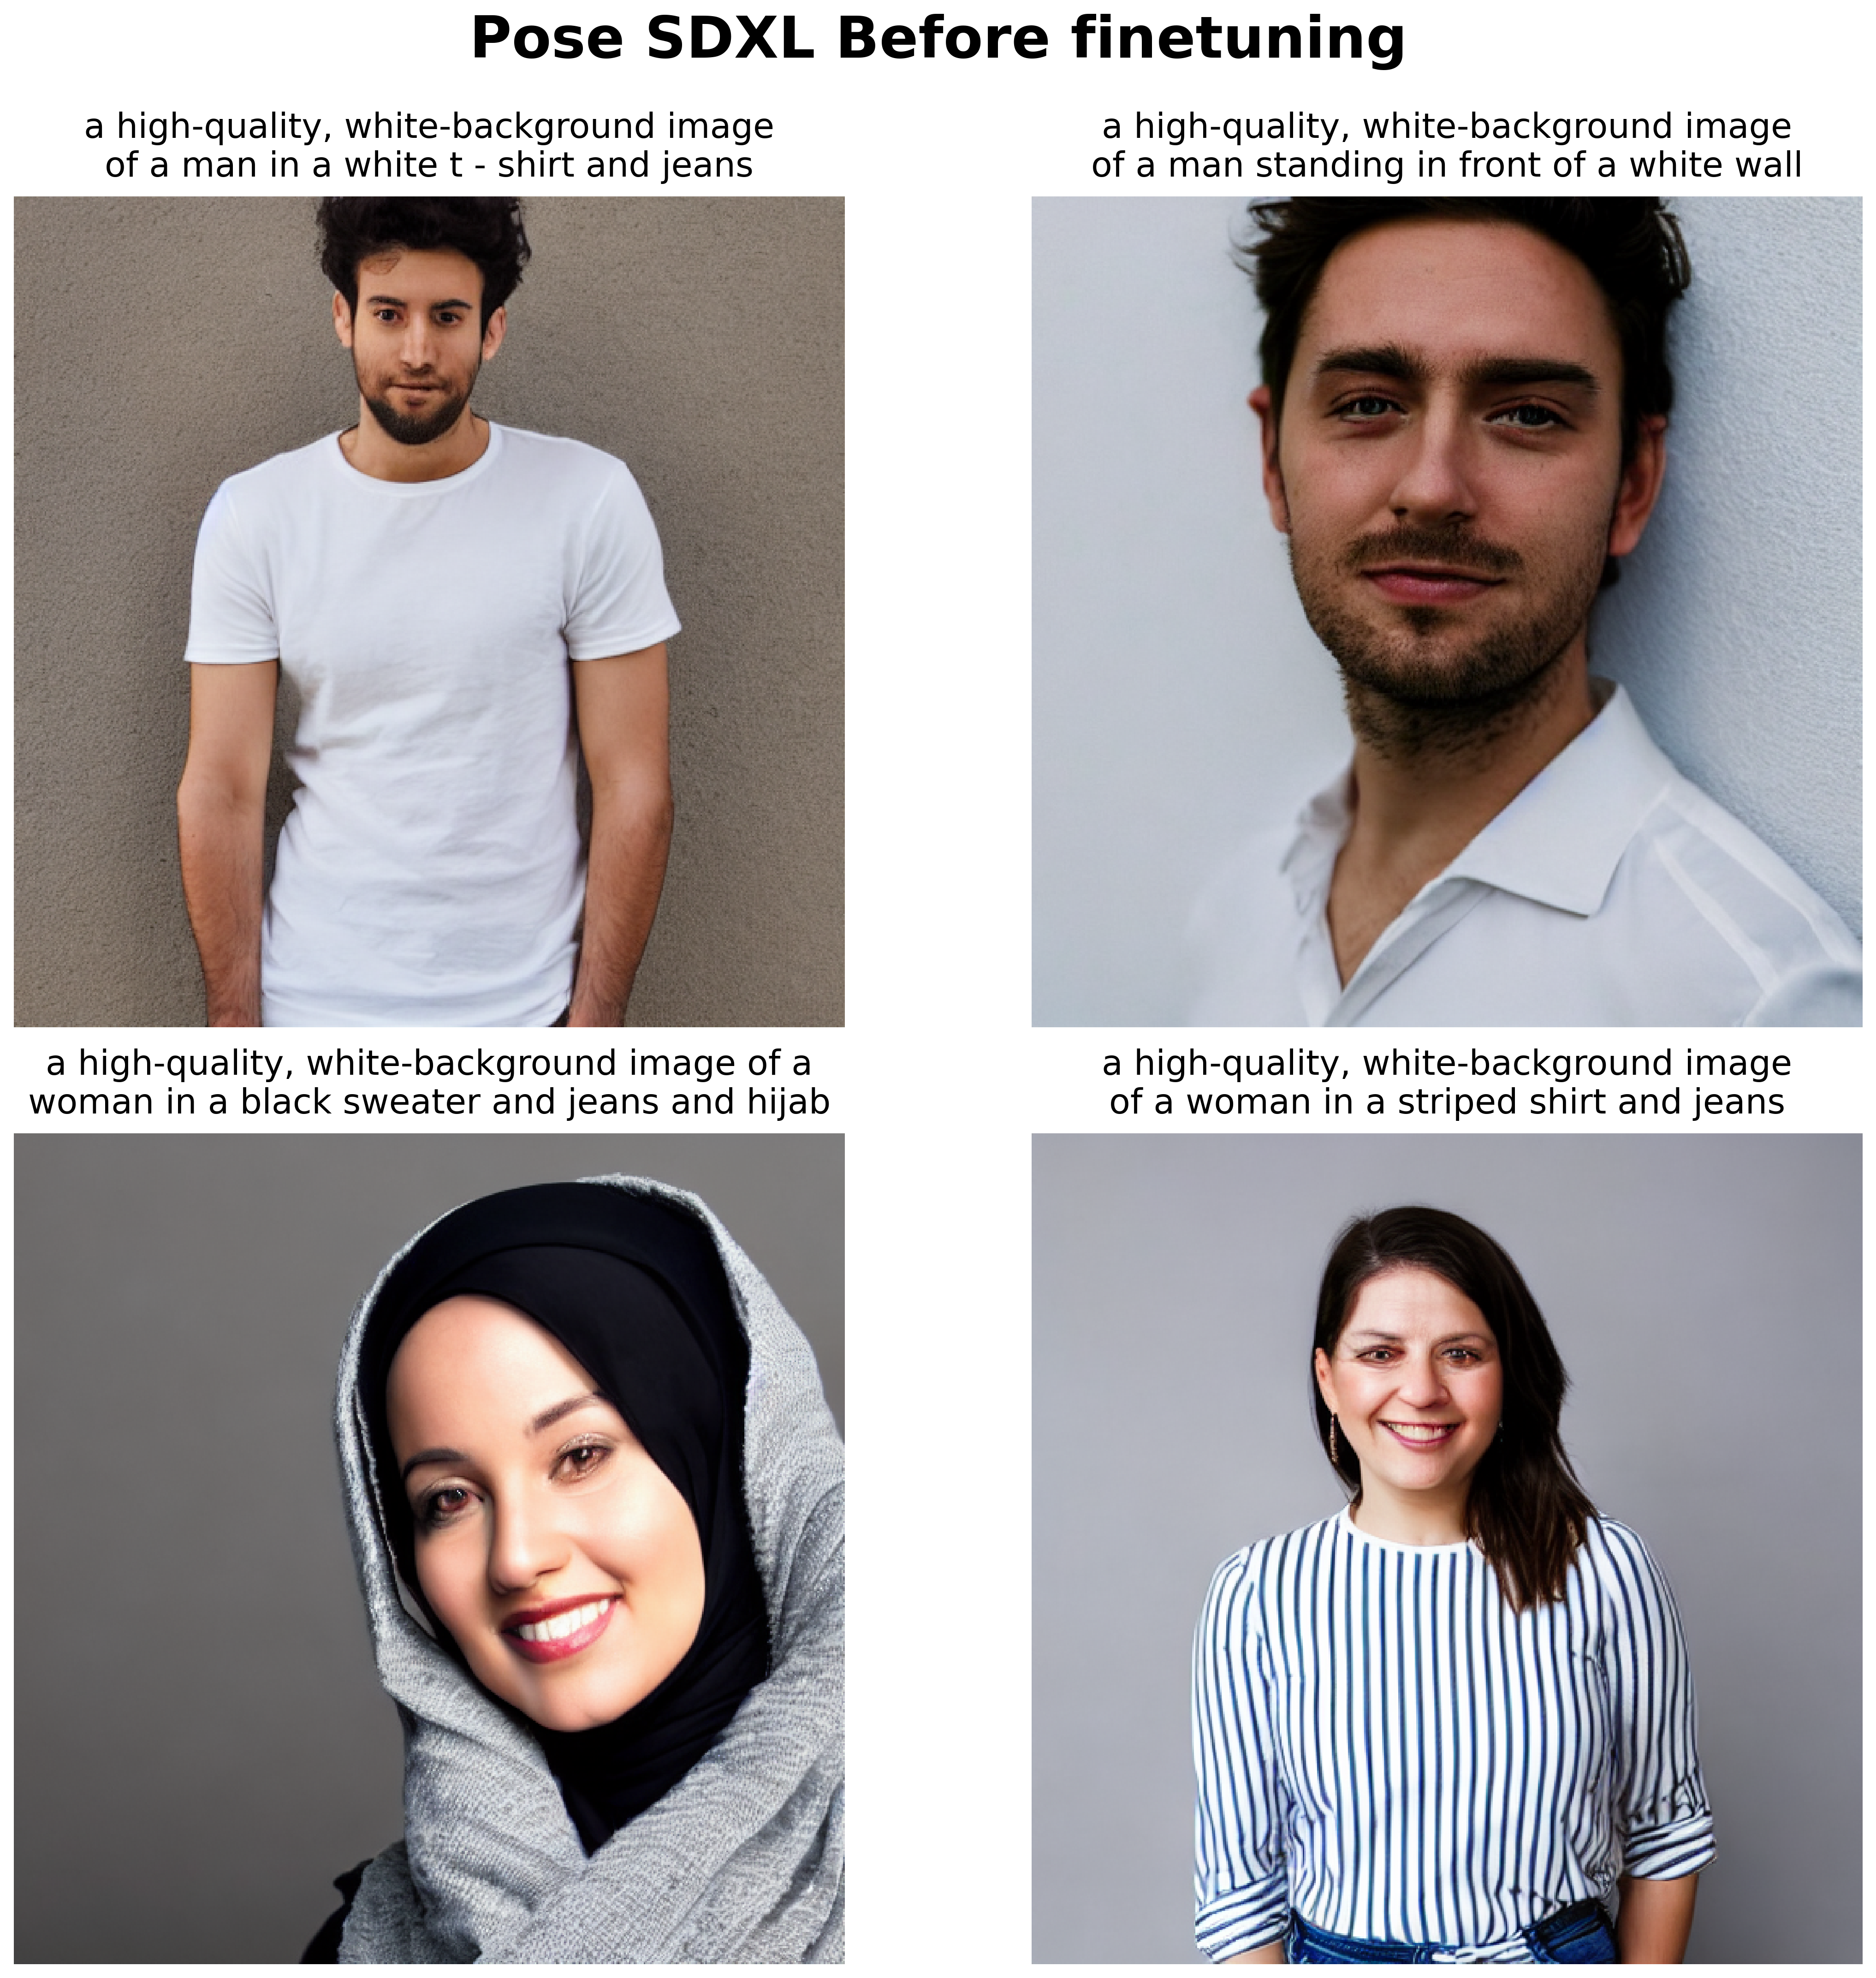 Pose SDXL Before finetuning
a high-quality, white-background image
of a man in a white t - shirt and jeans
a high-quality, white-background image
of a man standing in front of a white wall
a high-quality, white-background image of a
woman in a black sweater and jeans and hijab
a high-quality, white-background image
of a woman in a striped shirt and jeans